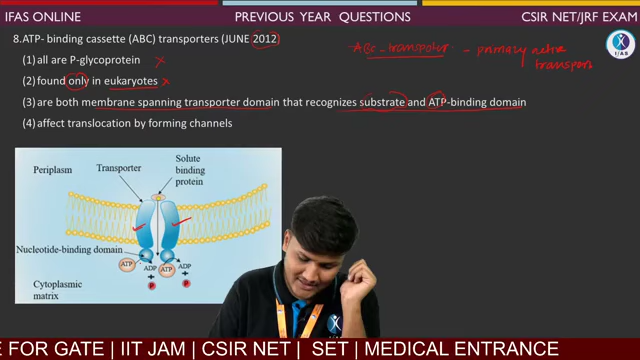 IFAS ONLINE PREVIOUS YEAR QUESTIONS CSIR NET/JRF EXAM
8.ATP- binding cassette (ABC) transporters (JUNE 2012)
(1) all are P-glycoprotein
(2) found only in eukaryotes
(3) are both membrane spanning transporter domain that recognizes substrate and ATP-binding domain
(4) affect translocation by forming channels
ABC-transporter - primary active
transport
IFAS
Periplasm
Transporter
Solute
binding
protein
Nucleotide-binding domain
ATP
ADP
+
P
ATP
ADP
+
P
Cytoplasmic
matrix
E FOR GATE | IIT JAM | CSIR NET | SET | MEDICAL ENTRANCE